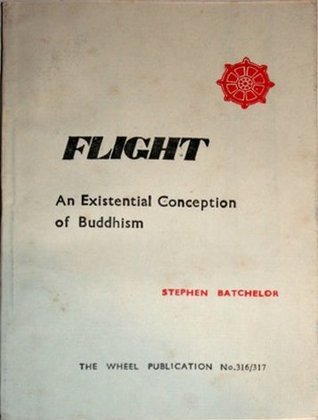 FLIGHT
An Existential Conception
of Buddhism
STEPHEN BATCHELOR
THE WHEEL PUBLICATION No.316/317